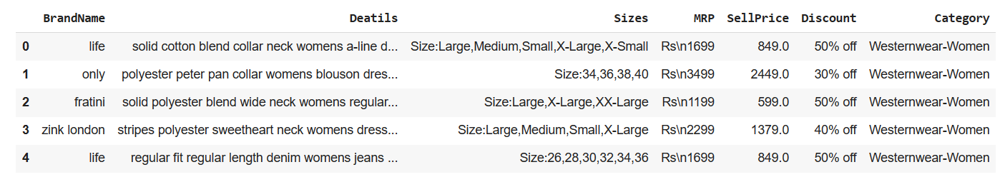 BrandName Deatils Sizes MRP SellPrice Discount Category
0 life solid cotton blend collar neck womens a-line d... Size:Large,Medium,Small,X-Large,X-Small Rs\n1699 849.0 50% off Westernwear-Women
1 only polyester peter pan collar womens blouson dres... Size:34,36,38,40 Rs\n3499 2449.0 30% off Westernwear-Women
2 fratini solid polyester blend wide neck womens regular... Size:Large,X-Large,XX-Large Rs\n1199 599.0 50% off Westernwear-Women
3 zink london stripes polyester sweetheart neck womens dress... Size:Large,Medium,Small,X-Large Rs\n2299 1379.0 40% off Westernwear-Women
4 life regular fit regular length denim womens jeans ... Size:26,28,30,32,34,36 Rs\n1699 849.0 50% off Westernwear-Women